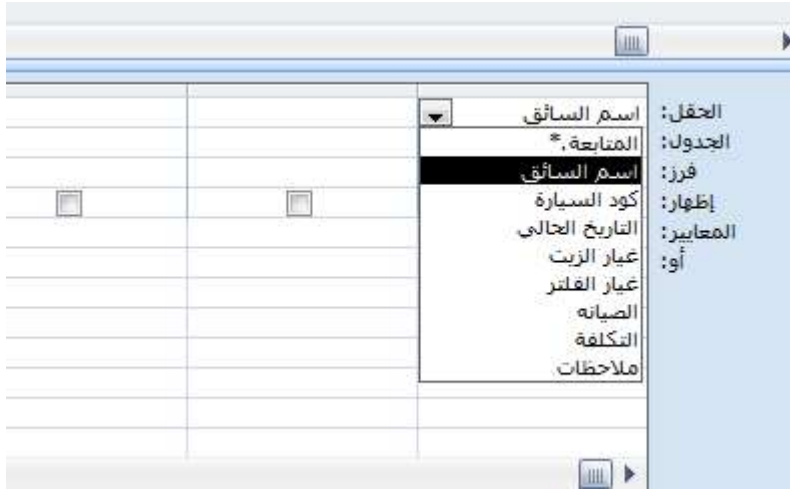 الحقل: اسم السائق
الجدول:
فرز:
إظهار:
المعايير:
أو:
المتابعة.*
اسم السائق
كود السيارة
التاريخ الحالي
غيار الزيت
غيار الفلتر
الصيانه
التكلفة
ملاحظات